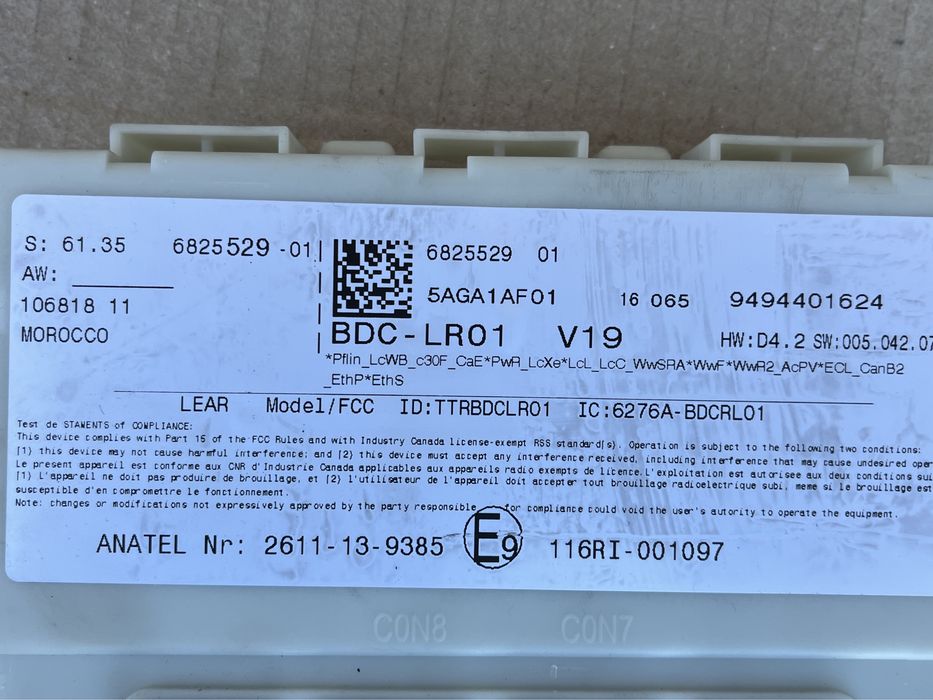 S: 61.35 6825529 -01
AW:
106818 11
MOROCCO
6825529 01
5AGA1AF01 16 065 9494401624
BDC-LR01 V19 HW:D4.2 SW:005.042.07
*Pflin_LcWB_c30F_CaE*PwR_LcXe*LcL_LcC_WwSRA*WwF*WwR2_AcPV*ECL_CanB2
_EthP*EthS
LEAR Model/FCC ID:TTRBDCLR01 IC:6276A-BDCRL01
Test de STAWENTS of COMPLIANCE:
This device complies with Part 15 of the FCC Rules and with Industry Canada license-exempt RSS standard[s]. Operation is subject to the following two conditions:
[1) this device may not cause harmful interference; and [2) this device must accept any interference received, including interference that may cause undesired oper
Le present appareil est conforme aux CNR d'Industrie Canada applicables aux appareils radio exempts de licence.L'exploitation est autorisee aux deux conditions sui
[1) L'appareil ne doit pas produire de brouillage, et [2) l'utilisateur de l'appareil doit accepter tout brouillage radioelectrique subi, meme si le brouillage est
susceptible d'en compromettre le fonctionnement.
Note: changes or modifications not expressively approved by the party responsible for compliance could void the user's autority to operate the equipment.
ANATEL Nr: 2611-13-9385 E9 116RI-001097
CON8 CON7